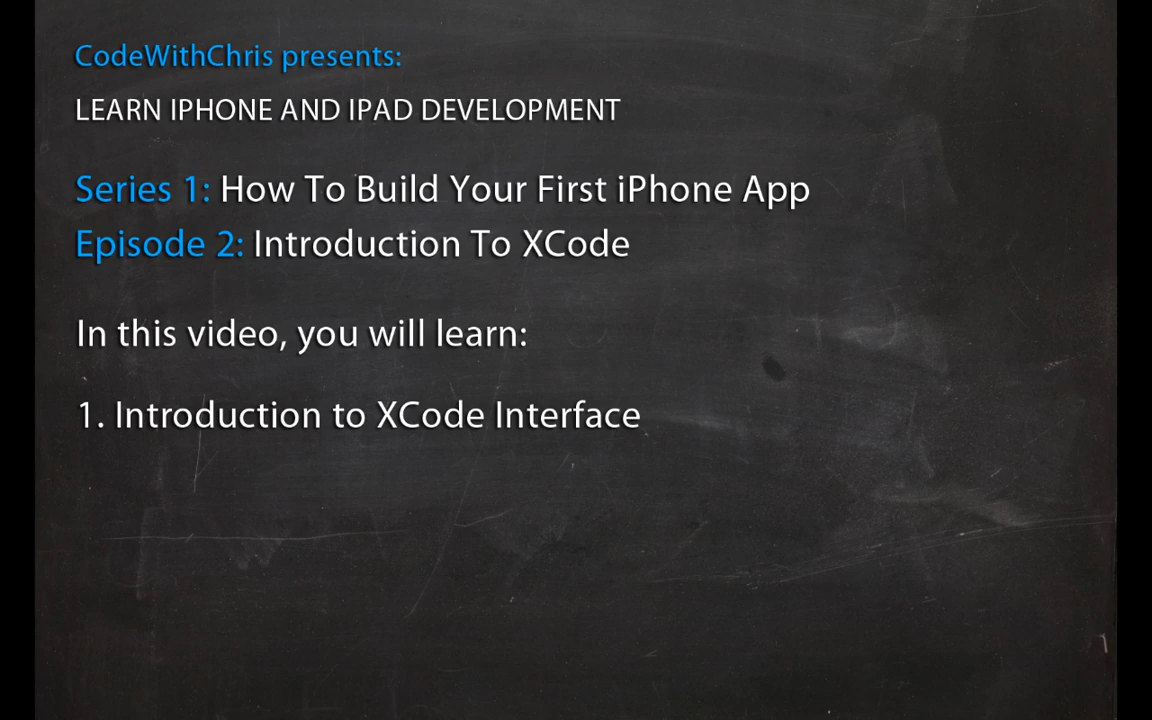 CodeWithChris presents:
LEARN IPHONE AND IPAD DEVELOPMENT
Series 1: How To Build Your First iPhone App
Episode 2: Introduction To XCode
In this video, you will learn:
1. Introduction to XCode Interface